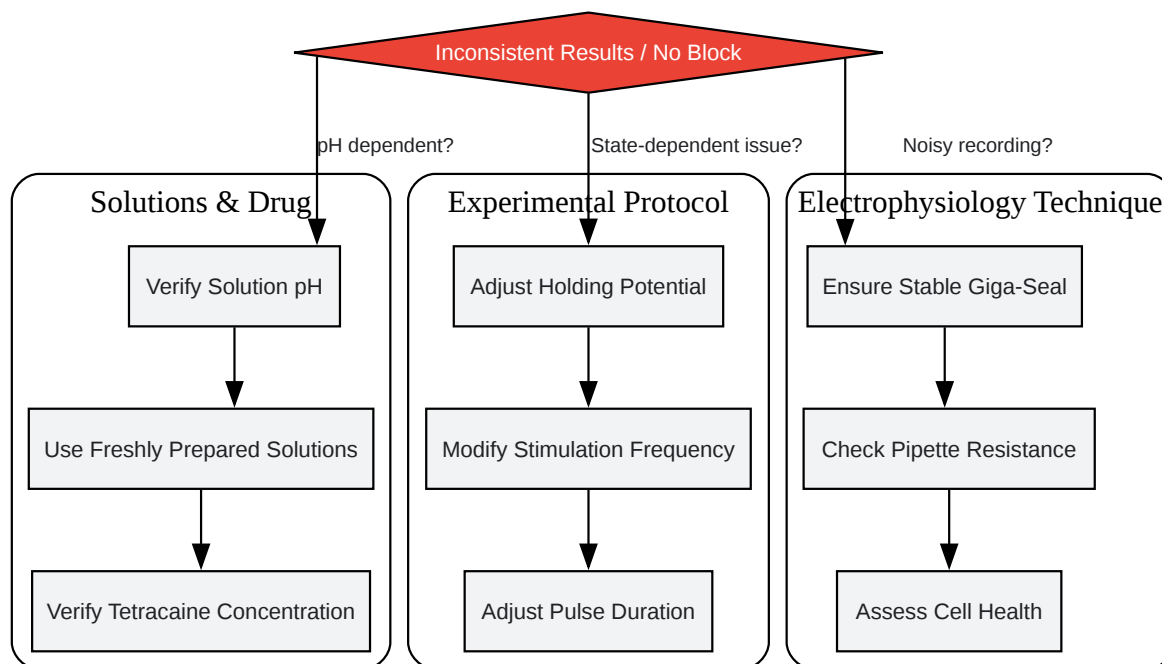 Inconsistent Results / No Block
pH dependent?
State-dependent issue?
Noisy recording?
Solutions & Drug
Experimental Protocol
Electrophysiology Technique
Verify Solution pH
Adjust Holding Potential
Ensure Stable Giga-Seal
Use Freshly Prepared Solutions
Modify Stimulation Frequency
Check Pipette Resistance
Verify Tetracaine Concentration
Adjust Pulse Duration
Assess Cell Health